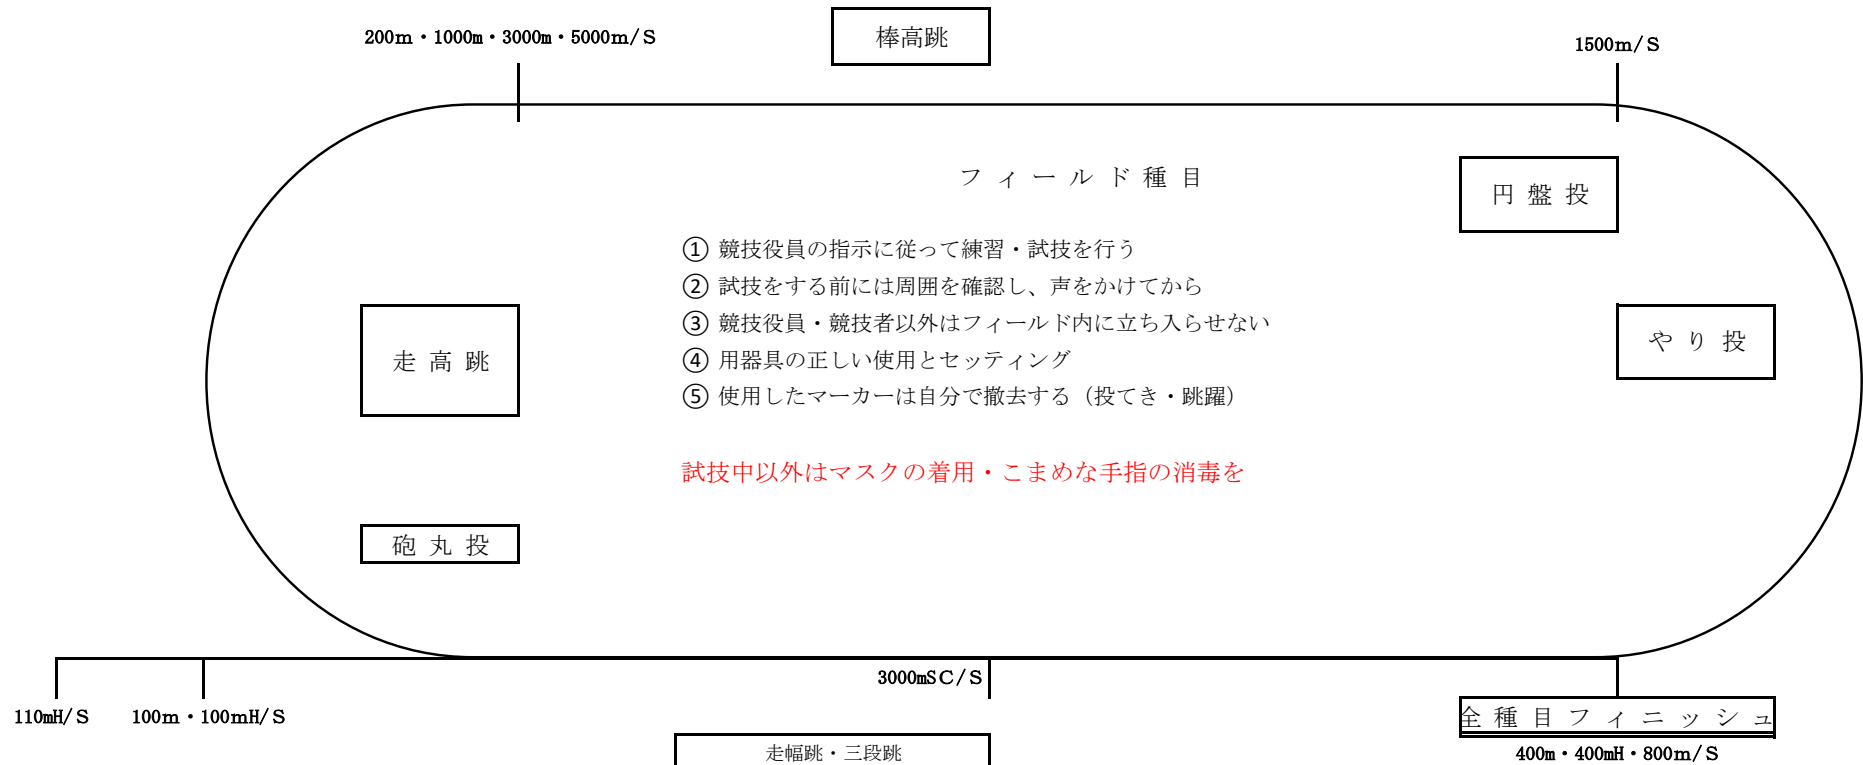 200ｍ・1000m・3000m・5000ｍ/Ｓ
棒高跳
1500ｍ/Ｓ
フィールド種目
円盤投
① 競技役員の指示に従って練習・試技を行う
② 試技をする前には周囲を確認し、声をかけてから
③ 競技役員・競技者以外はフィールド内に立ち入らせない
④ 用器具の正しい使用とセッティング
⑤ 使用したマーカーは自分で撤去する（投てき・跳躍）
走高跳
やり投
試技中以外はマスクの着用・こまめな手指の消毒を
砲丸投
3000mSＣ/Ｓ
110mH/Ｓ
100ｍ・100ｍH/Ｓ
全種目フィニッシュ
走幅跳・三段跳
400m・400mH・800ｍ/Ｓ